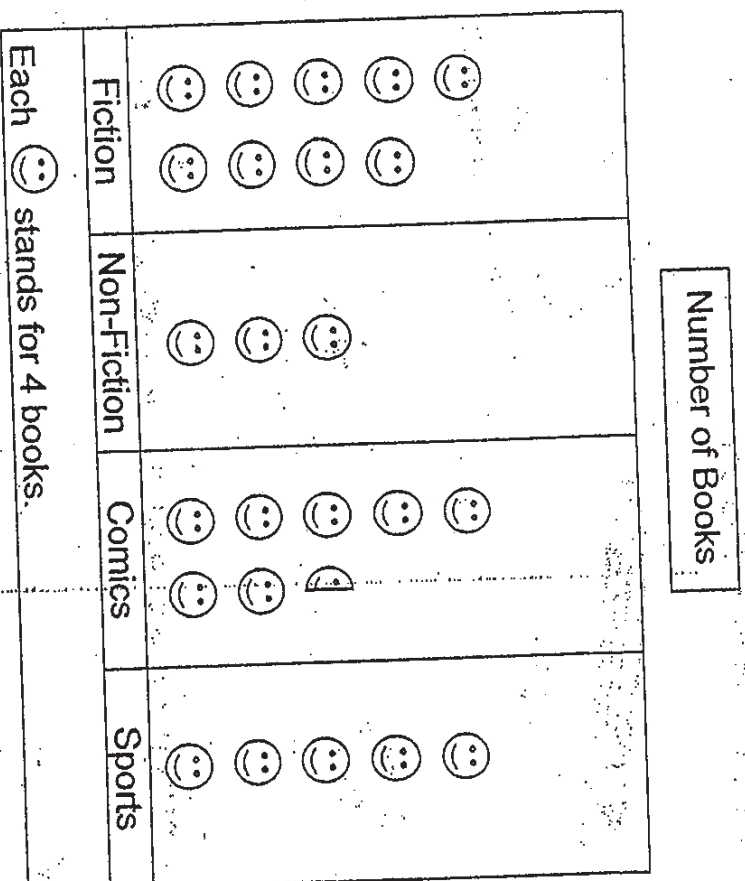 Number of Books
Fiction
Non-Fiction
Comics
Sports
Each stands for 4 books.